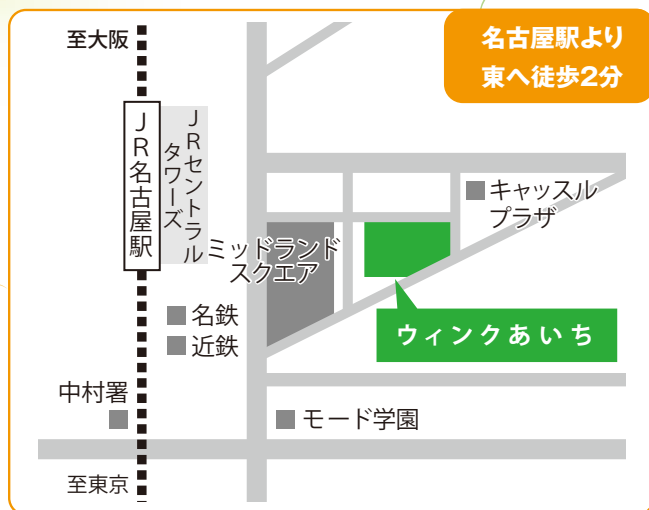 至大阪
名古屋駅より
東へ徒歩2分
JR名古屋駅
JRセントラル
タワーズ
キャッスル
プラザ
ミッドランド
スクエア
名鉄
近鉄
ウィンクあいち
中村署
モード学園
至東京